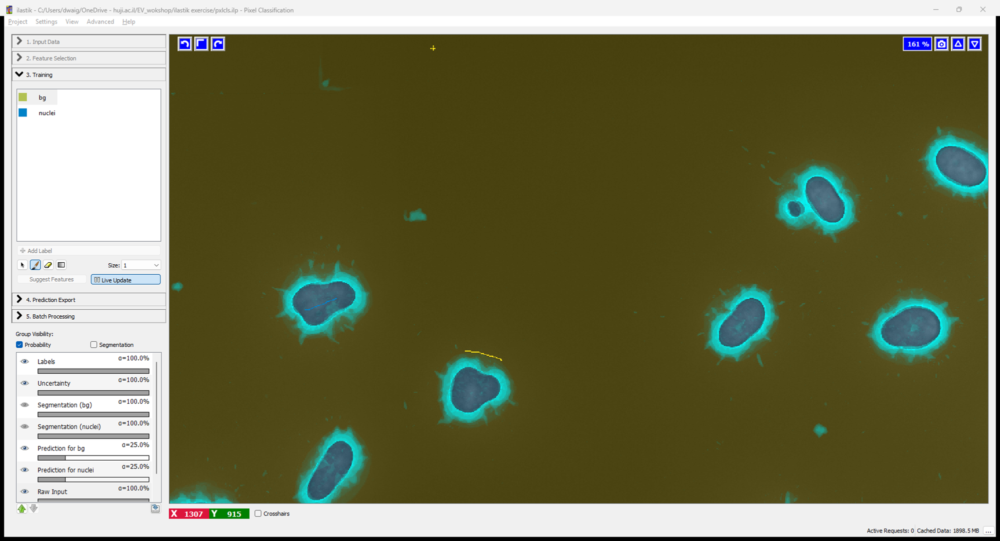 ilastik - C:/Users/dwaig/OneDrive - huji.ac.il/EV_wokshop/ilastik exercise/pxlcls.ilp - Pixel Classification
Project Settings View Advanced Help
1. Input Data
2. Feature Selection
3. Training
bg
nuclei
Add Label
Size: 1
Suggest Features
Live Update
4. Prediction Export
5. Batch Processing
Group Visibility:
Probability
Segmentation
Labels
α=100.0%
Uncertainty
α=100.0%
Segmentation (bg)
α=100.0%
Segmentation (nuclei)
α=100.0%
Prediction for bg
α=25.0%
Prediction for nuclei
α=25.0%
Raw Input
α=100.0%
161 %
X 1307 Y 915
Crosshairs
Active Requests: 0 Cached Data: 1898.5 MB ...